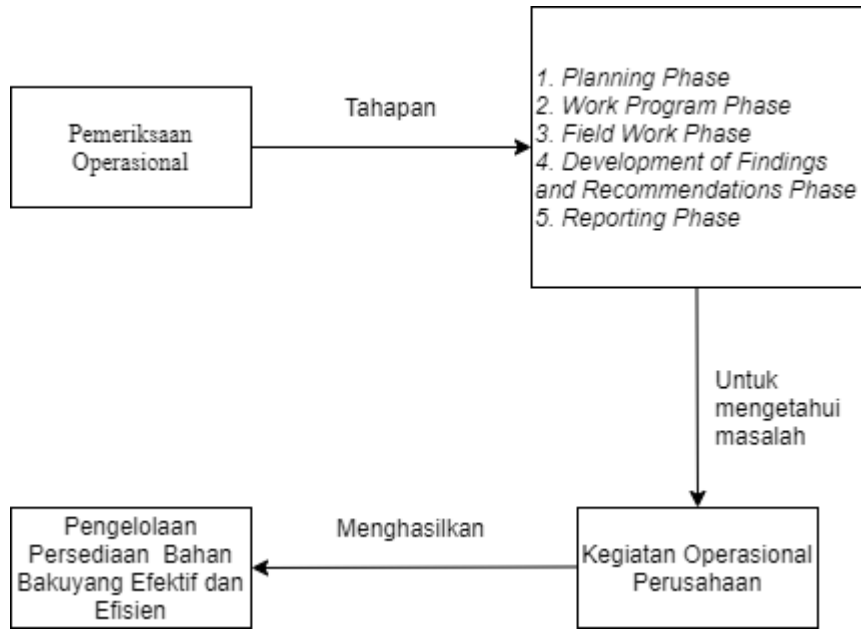 Pemeriksaan
Operasional
Tahapan
1. Planning Phase
2. Work Program Phase
3. Field Work Phase
4. Development of Findings
and Recommendations Phase
5. Reporting Phase
Untuk
mengetahui
masalah
Kegiatan Operasional
Perusahaan
Menghasilkan
Pengelolaan
Persediaan Bahan
Bakuyang Efektif dan
Efisien